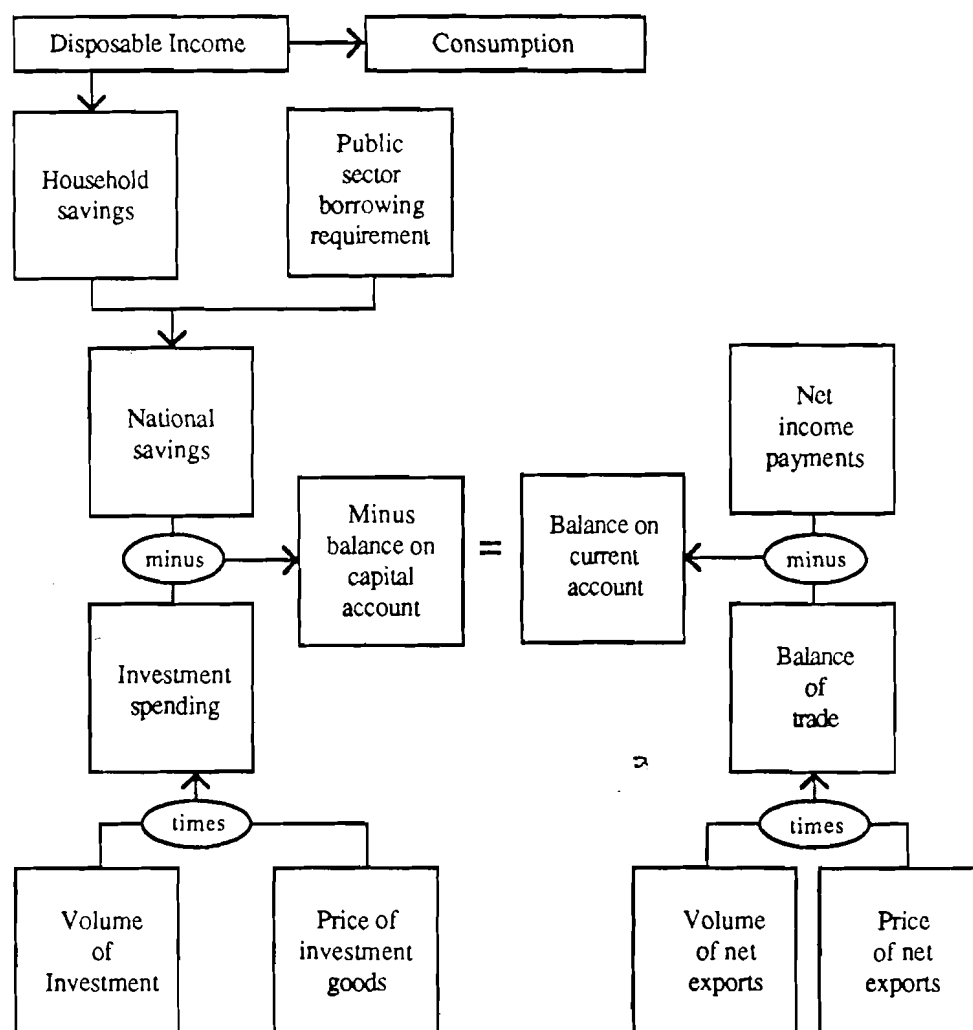 Disposable Income
Consumption
Household
savings
Public
sector
borrowing
requirement
National
savings
Net
income
payments
minus
Minus
balance on
capital
account
=
Balance on
current
account
minus
Investment
spending
Balance
of
trade
times
times
Volume
of
Investment
Price of
investment
goods
Volume
of net
exports
Price
of net
exports